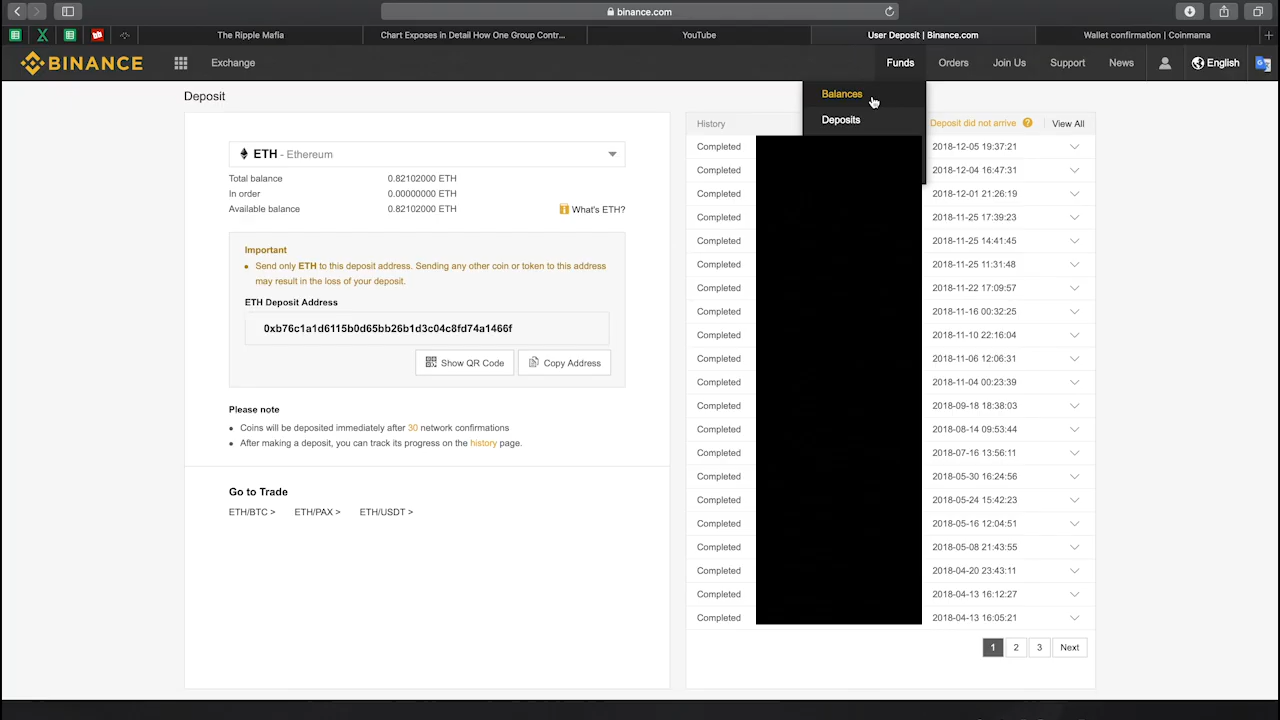 binance.com
The Ripple Mafia
Chart Exposes in Detail How One Group Contr...
YouTube
User Deposit | Binance.com
Wallet confirmation | Coinmama
BINANCE
Exchange
Funds
Orders
Join Us
Support
News
English
Balances
Deposits
Deposit
ETH - Ethereum
Total balance 0.82102000 ETH
In order 0.00000000 ETH
Available balance 0.82102000 ETH
What's ETH?
Important
Send only ETH to this deposit address. Sending any other coin or token to this address
may result in the loss of your deposit.
ETH Deposit Address
0xb76c1a1d6115b0d65bb26b1d3c04c8fd74a1466f
Show QR Code
Copy Address
Please note
Coins will be deposited immediately after 30 network confirmations
After making a deposit, you can track its progress on the history page.
Go to Trade
ETH/BTC > ETH/PAX > ETH/USDT >
History
Deposit did not arrive ?
View All
Completed 2018-12-05 19:37:21
Completed 2018-12-04 16:47:31
Completed 2018-12-01 21:26:19
Completed 2018-11-25 17:39:23
Completed 2018-11-25 14:41:45
Completed 2018-11-25 11:31:48
Completed 2018-11-22 17:09:57
Completed 2018-11-16 00:32:25
Completed 2018-11-10 22:16:04
Completed 2018-11-06 12:06:31
Completed 2018-11-04 00:23:39
Completed 2018-09-18 18:38:03
Completed 2018-08-14 09:53:44
Completed 2018-07-16 13:56:11
Completed 2018-05-30 16:24:56
Completed 2018-05-24 15:42:23
Completed 2018-05-16 12:04:51
Completed 2018-05-08 21:43:55
Completed 2018-04-20 23:43:11
Completed 2018-04-13 16:12:27
Completed 2018-04-13 16:05:21
1 2 3 Next